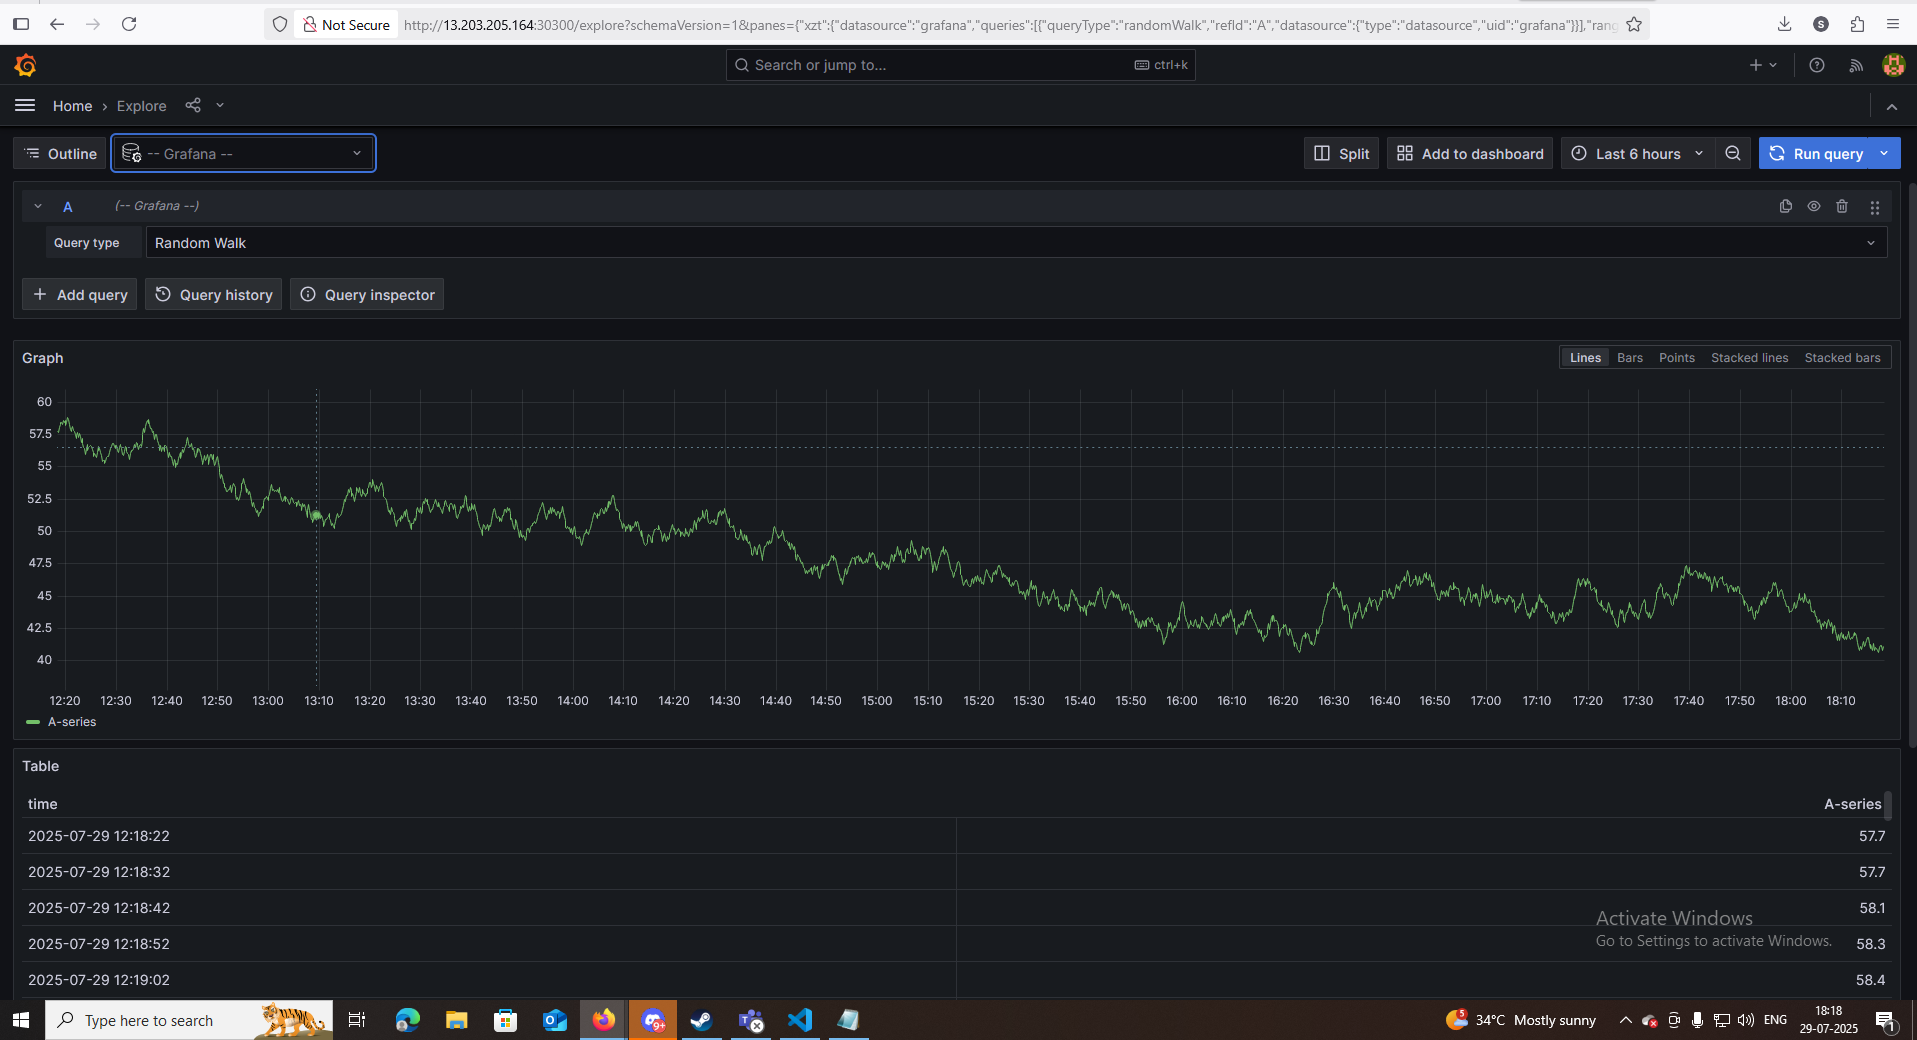 Not Secure http://13.203.205.164:30300/explore?schemaVersion=1&panes={"xzt":{"datasource":"grafana","queries":[{"queryType":"randomWalk","refId":"A","datasource":{"type":"datasource","uid":"grafana"}}],"rang S
Search or jump to... ctrl+k
Home › Explore
Outline -- Grafana -- Split Add to dashboard Last 6 hours Run query
A (-- Grafana --)
Query type Random Walk
+ Add query Query history Query inspector
Graph Lines Bars Points Stacked lines Stacked bars
60
57.5
55
52.5
50
47.5
45
42.5
40
12:20 12:30 12:40 12:50 13:00 13:10 13:20 13:30 13:40 13:50 14:00 14:10 14:20 14:30 14:40 14:50 15:00 15:10 15:20 15:30 15:40 15:50 16:00 16:10 16:20 16:30 16:40 16:50 17:00 17:10 17:20 17:30 17:40 17:50 18:00 18:10
A-series
Table
time A-series
2025-07-29 12:18:22 57.7
2025-07-29 12:18:32 57.7
2025-07-29 12:18:42 58.1
2025-07-29 12:18:52 58.3
2025-07-29 12:19:02 58.4
Activate Windows
Go to Settings to activate Windows.
Type here to search 9+ 5 34°C Mostly sunny ENG 18:18 1
29-07-2025